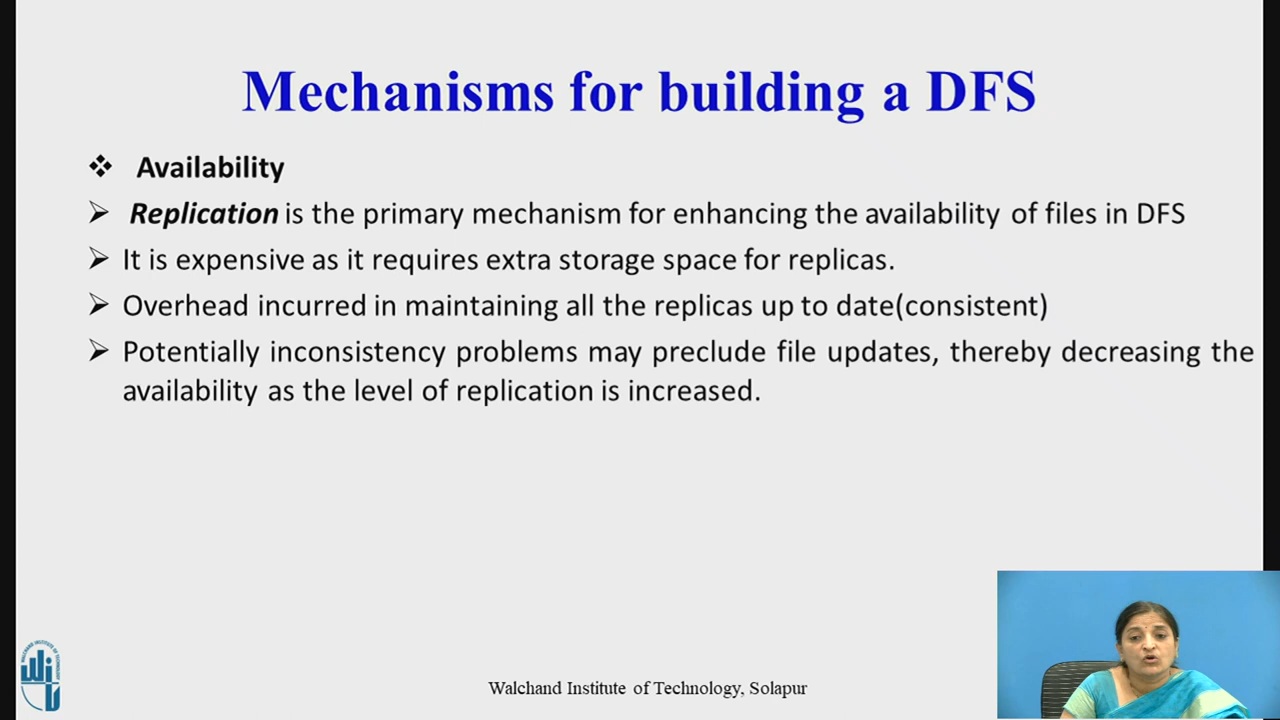 Mechanisms for building a DFS
❖ Availability
➢ Replication is the primary mechanism for enhancing the availability of files in DFS
➢ It is expensive as it requires extra storage space for replicas.
➢ Overhead incurred in maintaining all the replicas up to date(consistent)
➢ Potentially inconsistency problems may preclude file updates, thereby decreasing the
availability as the level of replication is increased.
Walchand Institute of Technology, Solapur